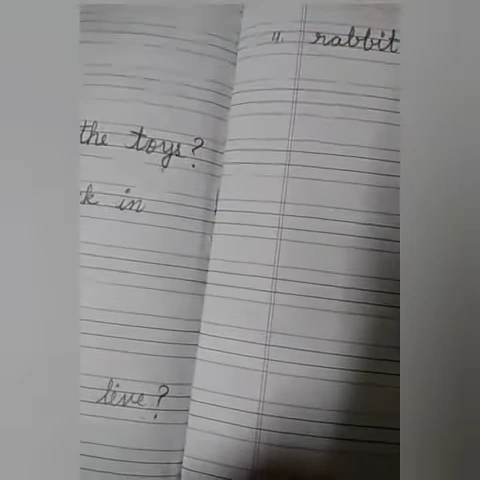 the toys?
k in
live?
11. rabbit